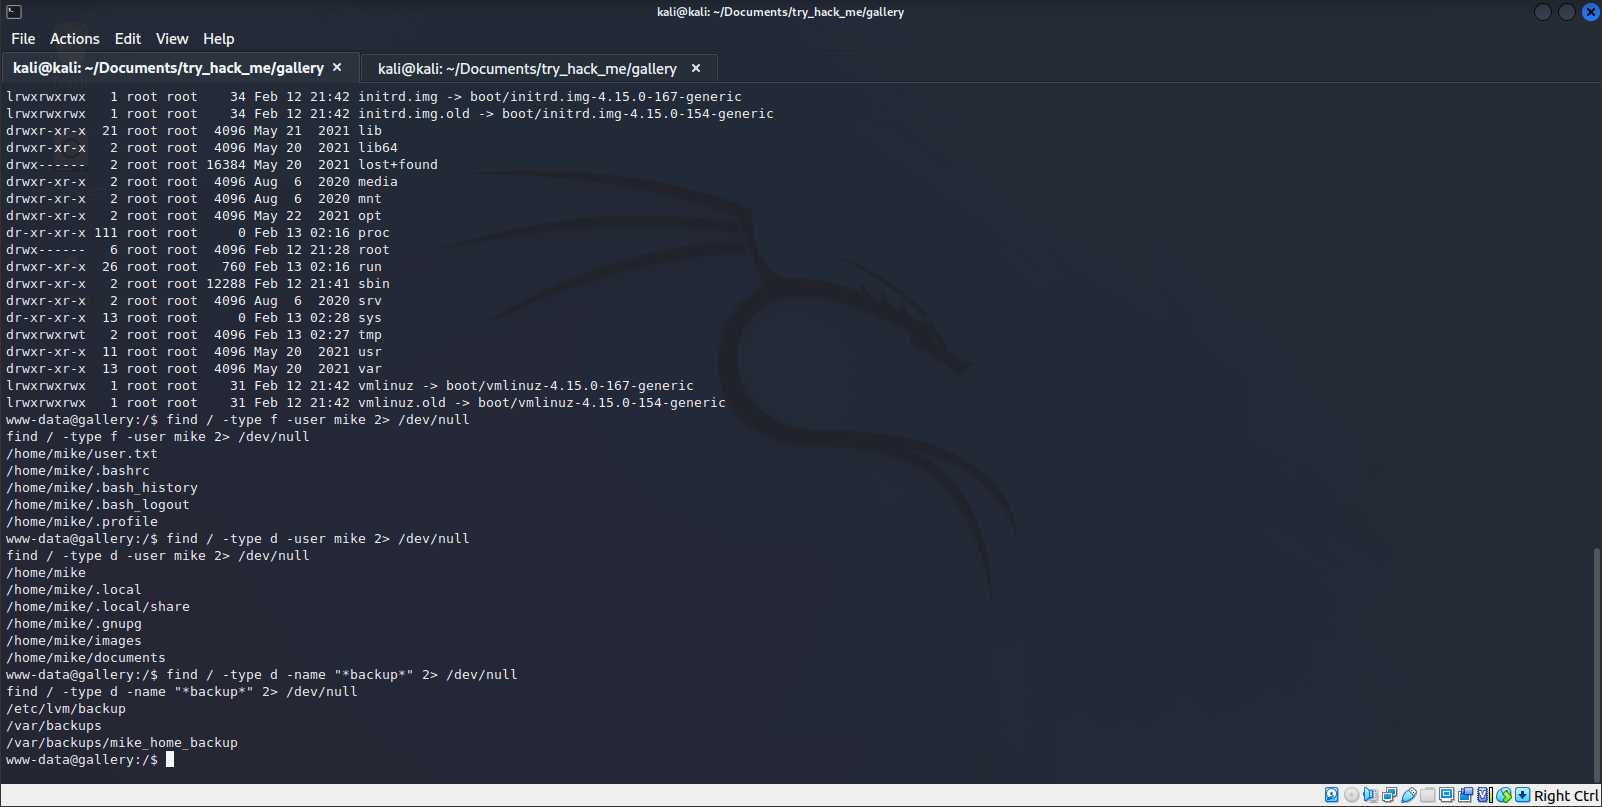 kali@kali: ~/Documents/try_hack_me/gallery
File Actions Edit View Help
kali@kali: ~/Documents/try_hack_me/gallery × kali@kali: ~/Documents/try_hack_me/gallery ×
lrwxrwxrwx   1 root root    34 Feb 12 21:42 initrd.img -> boot/initrd.img-4.15.0-167-generic
lrwxrwxrwx   1 root root    34 Feb 12 21:42 initrd.img.old -> boot/initrd.img-4.15.0-154-generic
drwxr-xr-x  21 root root  4096 May 21  2021 lib
drwxr-xr-x   2 root root  4096 May 20  2021 lib64
drwx------   2 root root 16384 May 20  2021 lost+found
drwxr-xr-x   2 root root  4096 Aug  6  2020 media
drwxr-xr-x   2 root root  4096 Aug  6  2020 mnt
drwxr-xr-x   2 root root  4096 May 22  2021 opt
dr-xr-xr-x 111 root root     0 Feb 13 02:16 proc
drwx------   6 root root  4096 Feb 12 21:28 root
drwxr-xr-x  26 root root   760 Feb 13 02:16 run
drwxr-xr-x   2 root root 12288 Feb 12 21:41 sbin
drwxr-xr-x   2 root root  4096 Aug  6  2020 srv
dr-xr-xr-x  13 root root     0 Feb 13 02:28 sys
drwxrwxrwt   2 root root  4096 Feb 13 02:27 tmp
drwxr-xr-x  11 root root  4096 May 20  2021 usr
drwxr-xr-x  13 root root  4096 May 20  2021 var
lrwxrwxrwx   1 root root    31 Feb 12 21:42 vmlinuz -> boot/vmlinuz-4.15.0-167-generic
lrwxrwxrwx   1 root root    31 Feb 12 21:42 vmlinuz.old -> boot/vmlinuz-4.15.0-154-generic
www-data@gallery:/$ find / -type f -user mike 2> /dev/null
find / -type f -user mike 2> /dev/null
/home/mike/user.txt
/home/mike/.bashrc
/home/mike/.bash_history
/home/mike/.bash_logout
/home/mike/.profile
www-data@gallery:/$ find / -type d -user mike 2> /dev/null
find / -type d -user mike 2> /dev/null
/home/mike
/home/mike/.local
/home/mike/.local/share
/home/mike/.gnupg
/home/mike/images
/home/mike/documents
www-data@gallery:/$ find / -type d -name "*backup*" 2> /dev/null
find / -type d -name "*backup*" 2> /dev/null
/etc/lvm/backup
/var/backups
/var/backups/mike_home_backup
www-data@gallery:/$
Right Ctrl